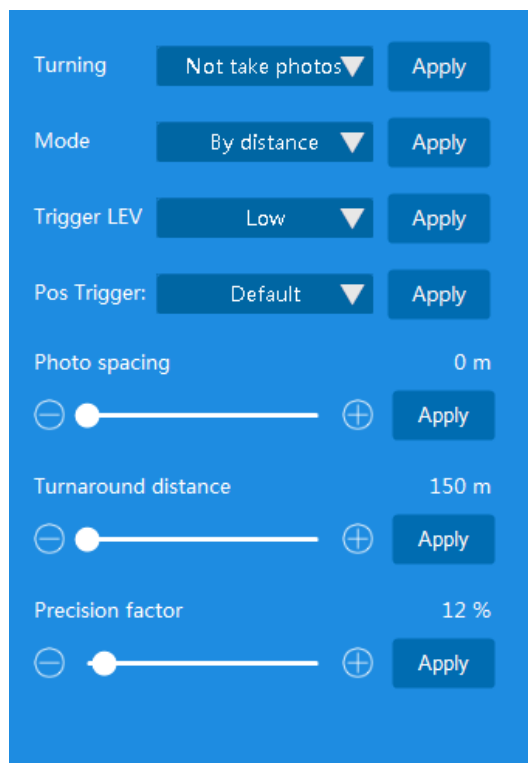 Turning Not take photos Apply
Mode By distance Apply
Trigger LEV Low Apply
Pos Trigger: Default Apply
Photo spacing 0 m
Apply
Turnaround distance 150 m
Apply
Precision factor 12 %
Apply